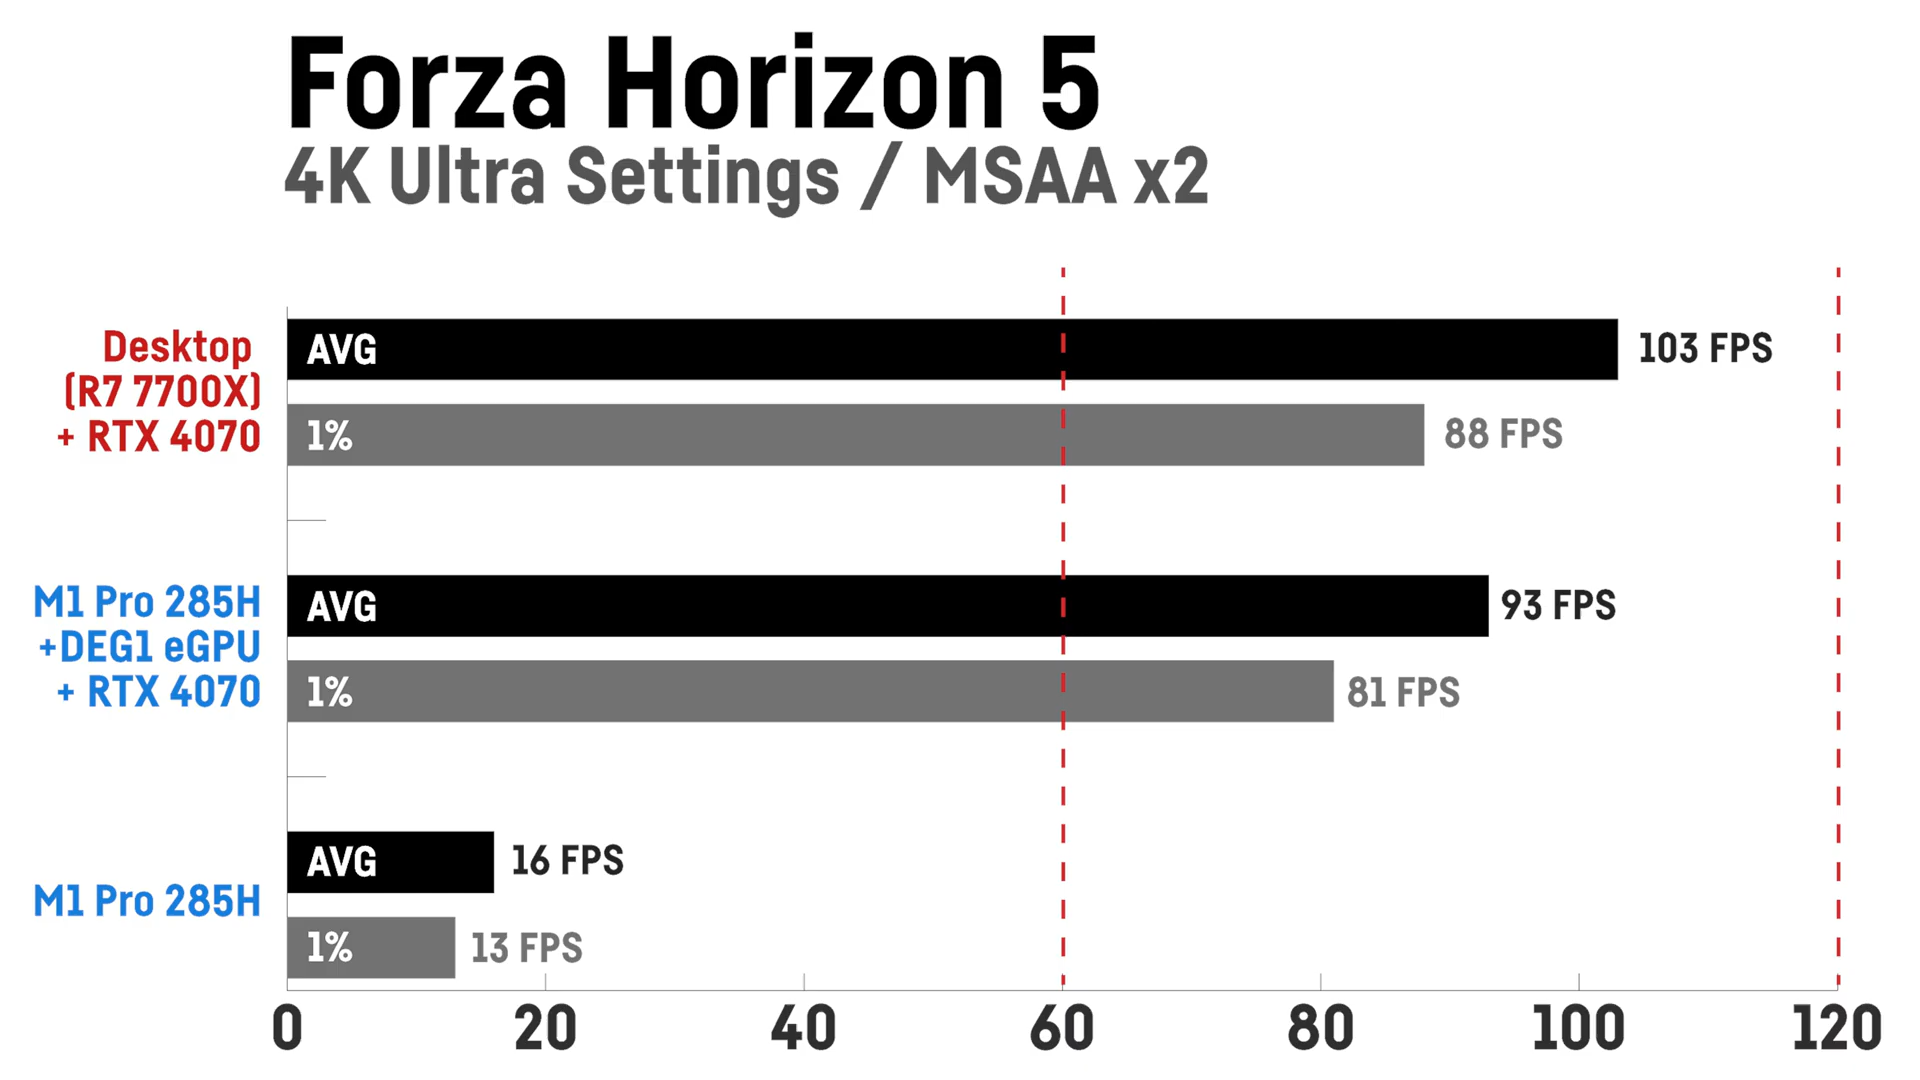 Forza Horizon 5
4K Ultra Settings / MSAA x2
Desktop
(R7 7700X)
+ RTX 4070
AVG
103 FPS
1%
88 FPS
M1 Pro 285H
+DEG1 eGPU
+ RTX 4070
AVG
93 FPS
1%
81 FPS
M1 Pro 285H
AVG
16 FPS
1%
13 FPS
0 20 40 60 80 100 120